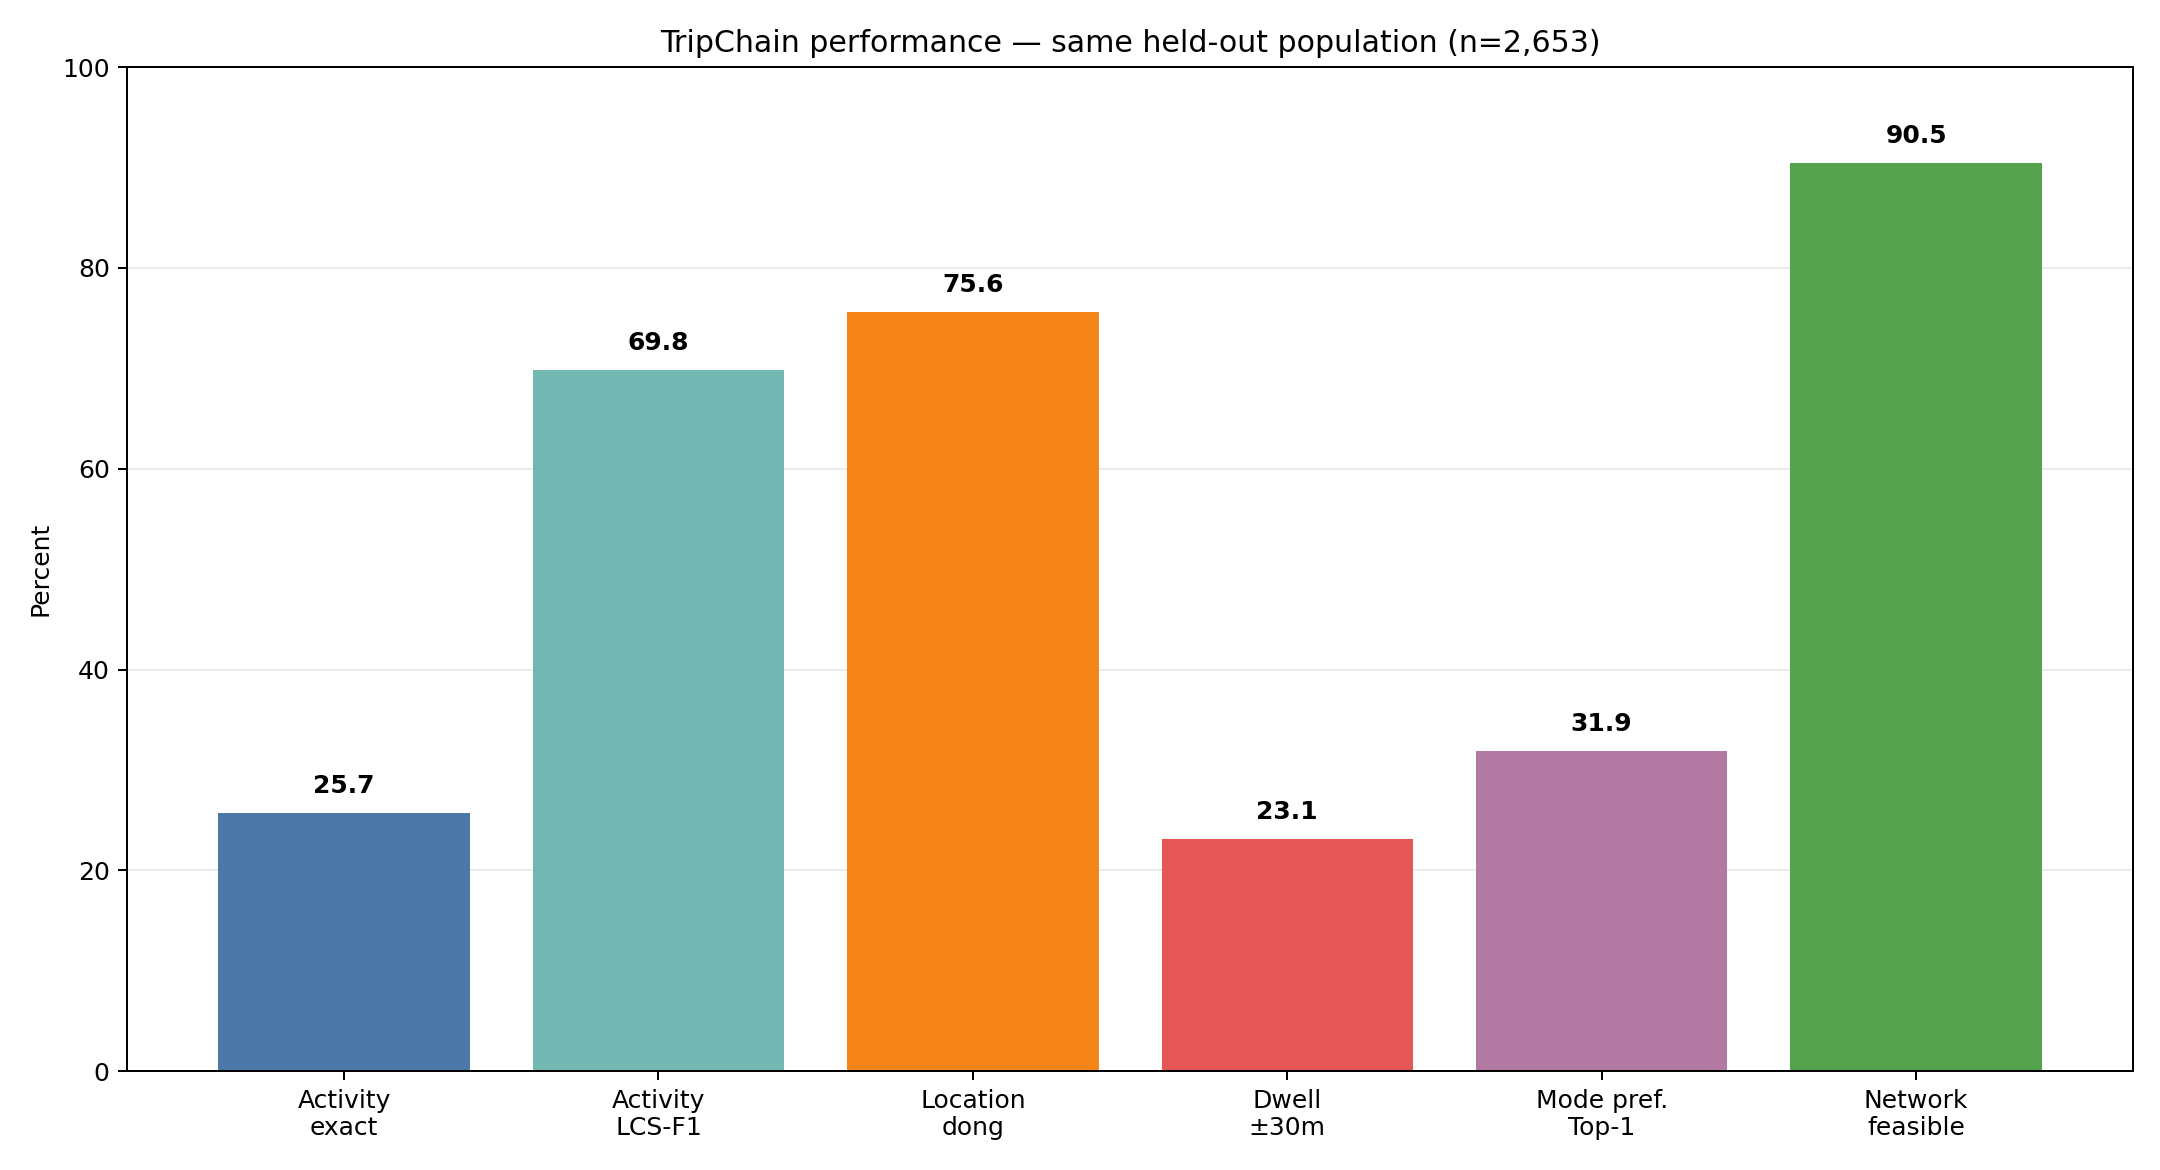 TripChain performance — same held-out population (n=2,653)
100
80
60
40
20
0
Percent
25.7
69.8
75.6
23.1
31.9
90.5
Activity
exact
Activity
LCS-F1
Location
dong
Dwell
±30m
Mode pref.
Top-1
Network
feasible